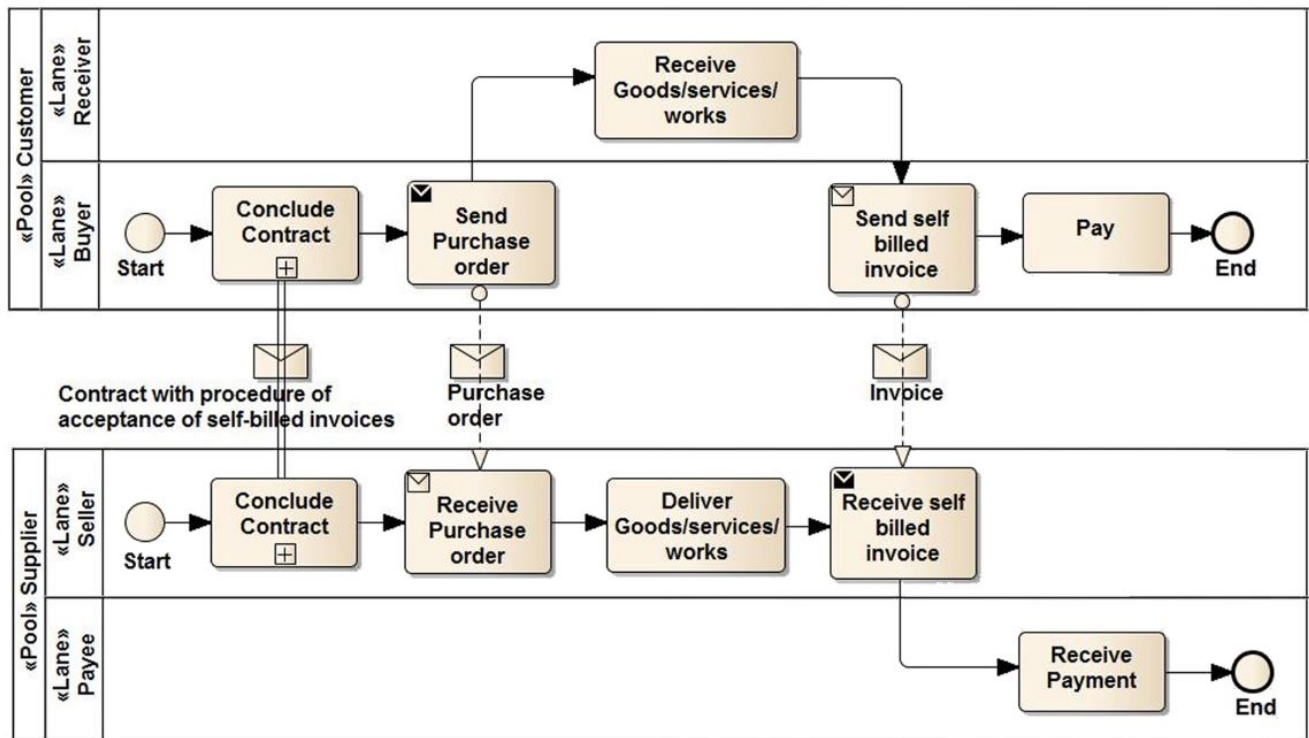 «Pool» Customer
«Lane»
Receiver
Receive
Goods/services/
works
«Lane»
Buyer
Start
Conclude
Contract
Send
Purchase
order
Send self
billed
invoice
Pay
End
Contract with procedure of
acceptance of self-billed invoices
Purchase
order
Invoice
«Pool» Supplier
«Lane»
Seller
Start
Conclude
Contract
Receive
Purchase
order
Deliver
Goods/services/
works
Receive self
billed
invoice
«Lane»
Payee
Receive
Payment
End